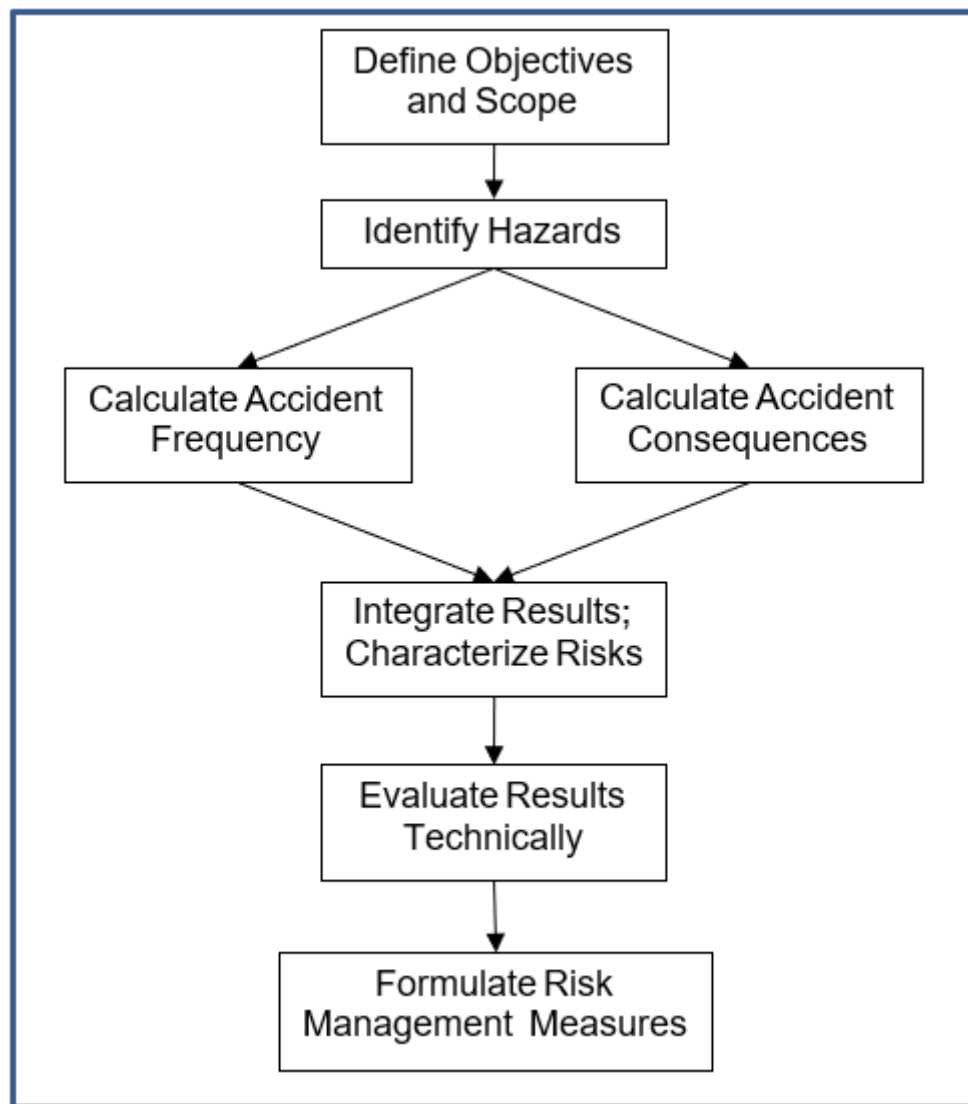 Define Objectives
and Scope
Identify Hazards
Calculate Accident
Frequency
Calculate Accident
Consequences
Integrate Results;
Characterize Risks
Evaluate Results
Technically
Formulate Risk
Management Measures